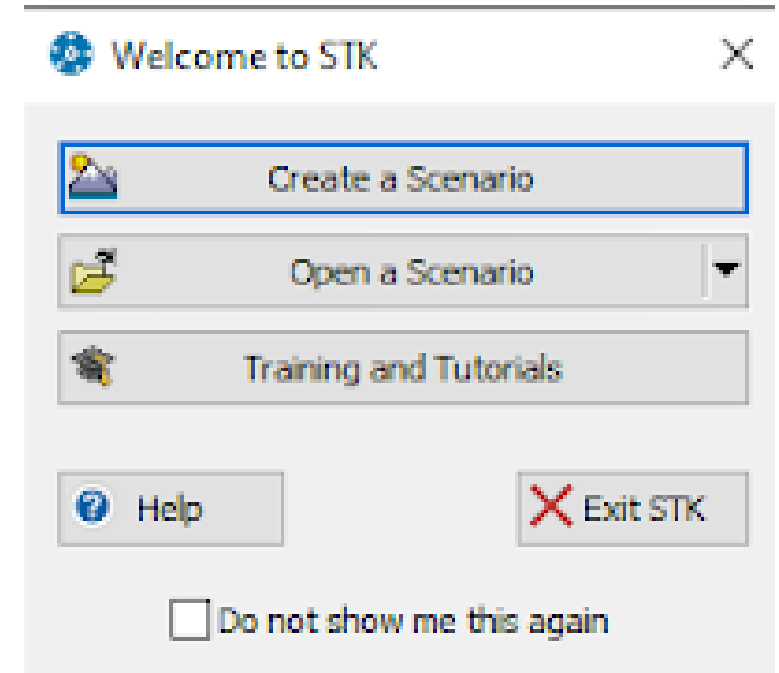 Welcome to STK
Create a Scenario
Open a Scenario
Training and Tutorials
Help
Exit STK
Do not show me this again